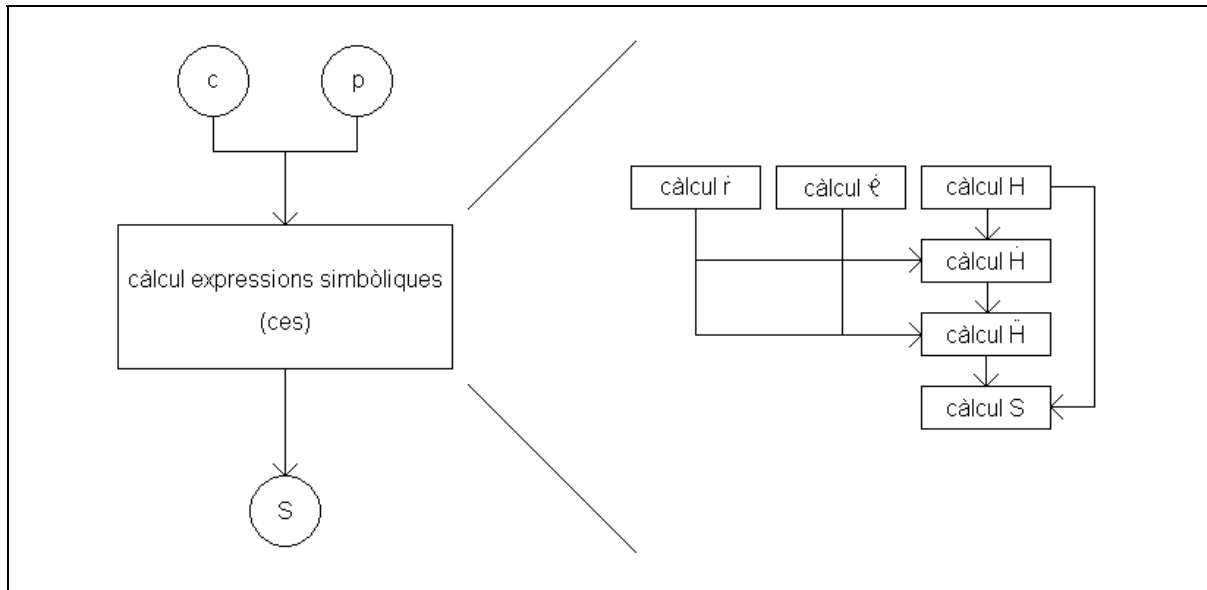 c
p
càlcul expressions simbòliques
(ces)
S
càlcul ṙ
càlcul
càlcul H
càlcul Ḣ
càlcul Ḧ
càlcul S